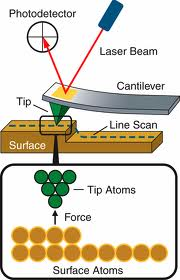 Photodetector
Laser Beam
Cantilever
Tip
Line Scan
Surface
Tip Atoms
Force
Surface Atoms